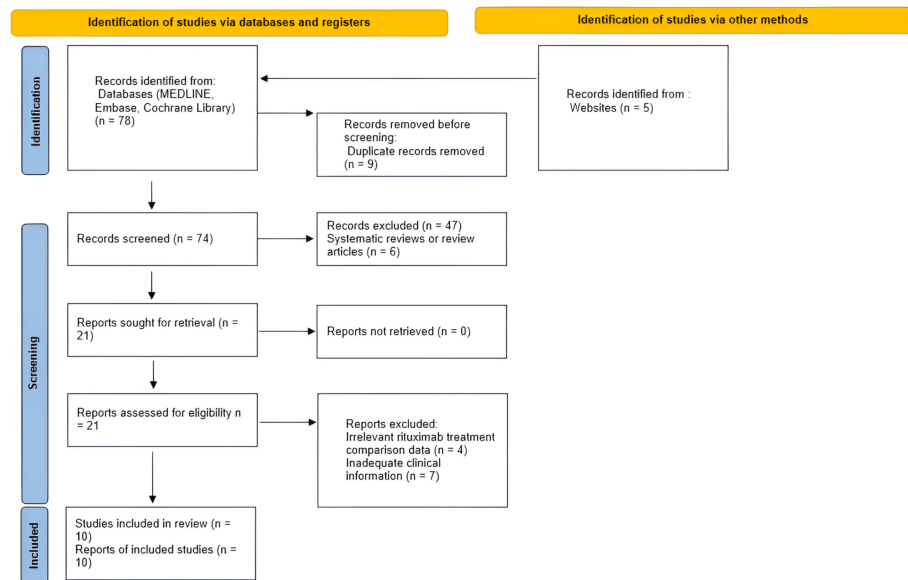 Identification of studies via databases and registers
Identification of studies via other methods
Identification
Records identified from:
Databases (MEDLINE,
Embase, Cochrane Library)
(n = 78)
Records removed before
screening:
Duplicate records removed
(n = 9)
Records identified from :
Websites (n = 5)
Screening
Records screened (n = 74)
Records excluded (n = 47)
Systematic reviews or review
articles (n = 6)
Reports sought for retrieval (n =
21)
Reports not retrieved (n = 0)
Reports assessed for eligibility n
= 21
Reports excluded:
Irrelevant rituximab treatment
comparison data (n = 4)
Inadequate clinical
information (n = 7)
Included
Studies included in review (n =
10)
Reports of included studies (n =
10)